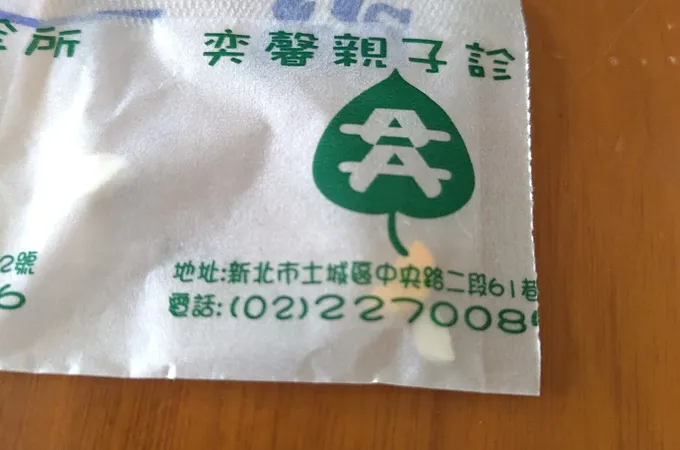 診所 奕馨親子診
2號 地址:新北市土城區中央路二段61巷
6 電話:(02)227008